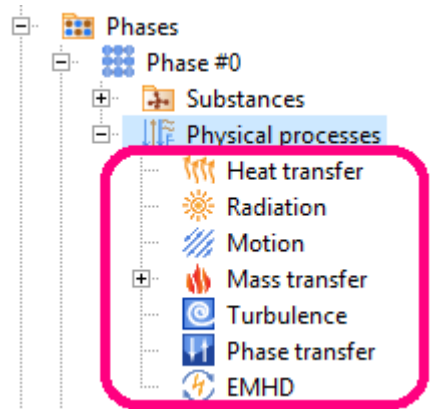 Phases
Phase #0
Substances
Physical processes
Heat transfer
Radiation
Motion
Mass transfer
Turbulence
Phase transfer
EMHD